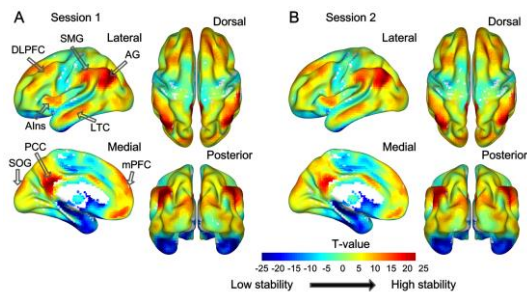 A Session 1
Lateral
Dorsal
DLPFC
SMG
AG
AIns
LTC
PCC
Medial
SOG
mPFC
Posterior
B Session 2
Lateral
Dorsal
Medial
Posterior
T-value
-25 -20 -15 -10 -5 0 5 10 15 20 25
Low stability High stability